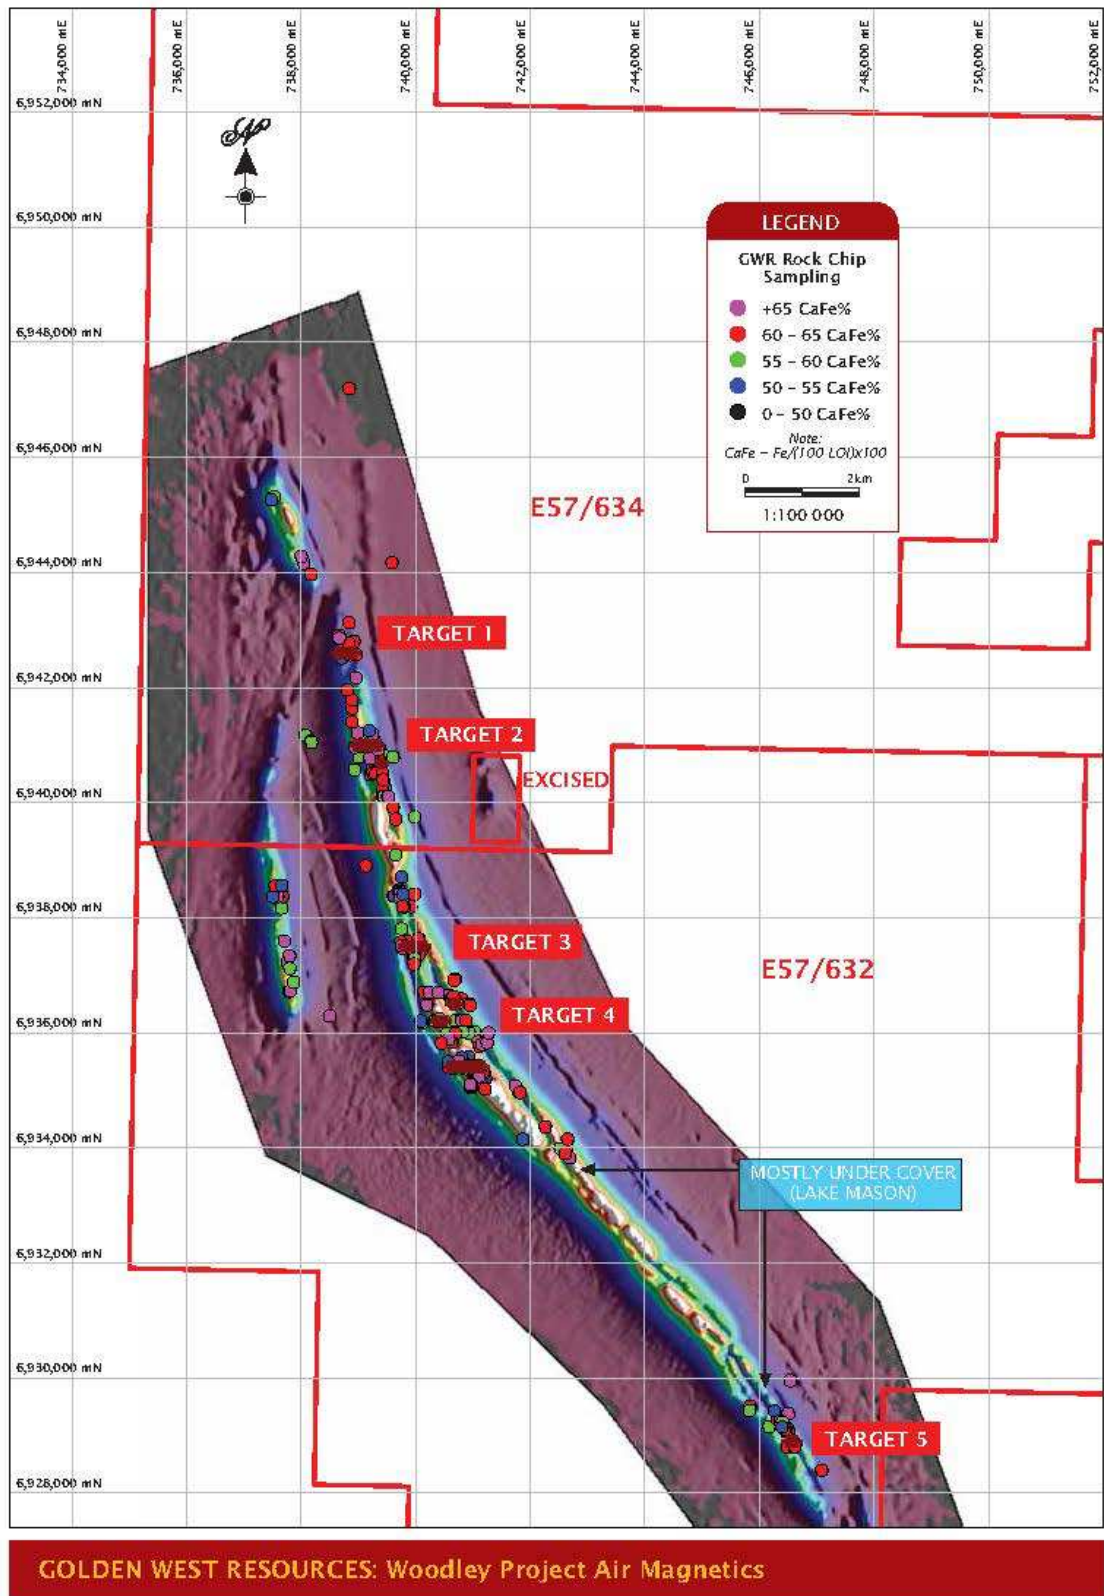 734,000 mE
736,000 mE
738,000 mE
740,000 mE
742,000 mE
744,000 mE
746,000 mE
748,000 mE
750,000 mE
752,000 mE
6,952,000 mN
6,950,000 mN
6,948,000 mN
6,946,000 mN
6,944,000 mN
6,942,000 mN
6,940,000 mN
6,938,000 mN
6,936,000 mN
6,934,000 mN
6,932,000 mN
6,930,000 mN
6,928,000 mN
LEGEND
GWR Rock Chip
Sampling
+65 CaFe%
60 – 65 CaFe%
55 – 60 CaFe%
50 – 55 CaFe%
0 – 50 CaFe%
Note:
CaFe – Fe/(100 LOI)x100
0 2km
1:100 000
E57/634
TARGET 1
TARGET 2
EXCISED
TARGET 3
E57/632
TARGET 4
MOSTLY UNDER COVER
(LAKE MASON)
TARGET 5
GOLDEN WEST RESOURCES: Woodley Project Air Magnetics